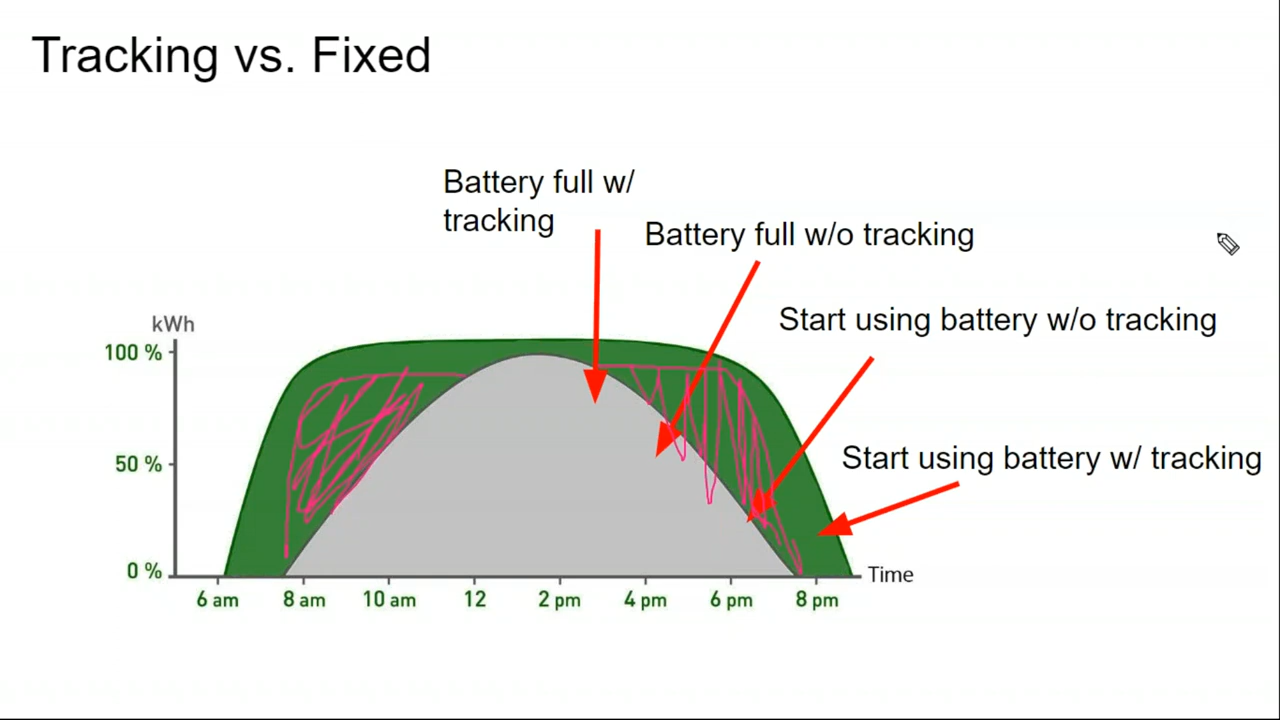 Tracking vs. Fixed
Battery full w/
tracking
Battery full w/o tracking
Start using battery w/o tracking
Start using battery w/ tracking
kWh
100 %
50 %
0 %
Time
6 am 8 am 10 am 12 2 pm 4 pm 6 pm 8 pm